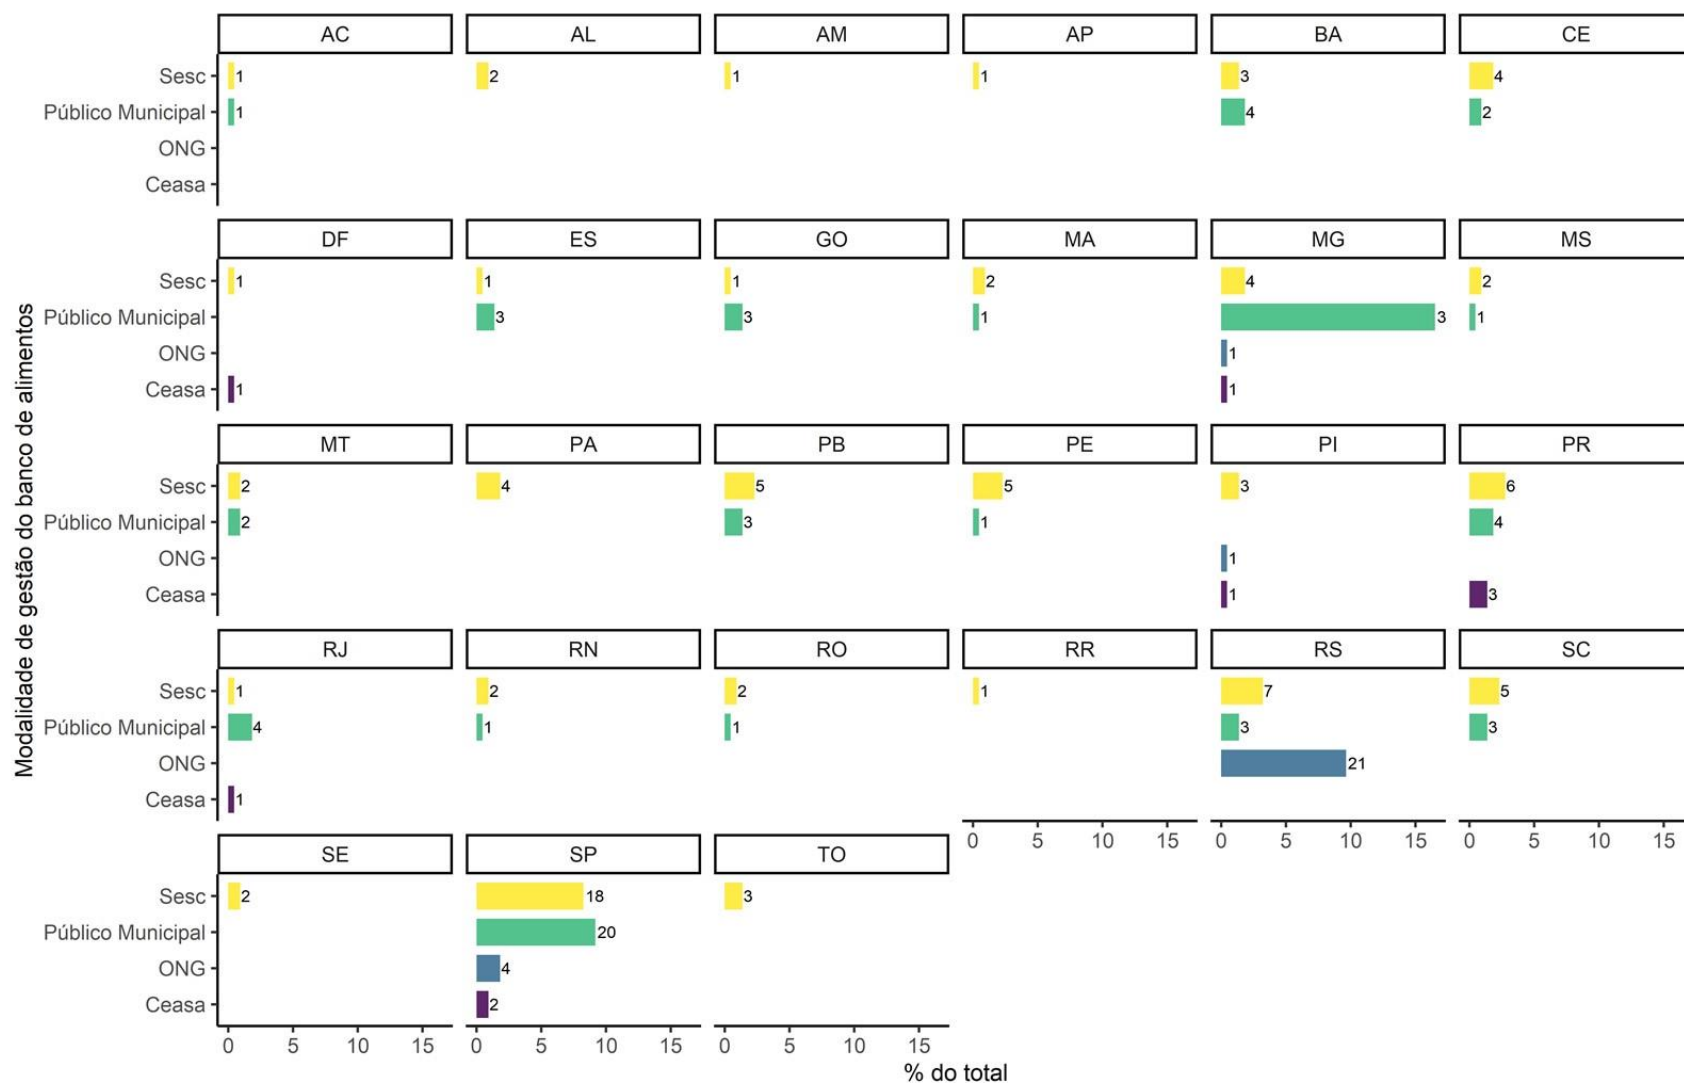 AC AL AM AP BA CE
Sesc 1 2 1 1 3 4
Público Municipal 1 4 2
ONG
Ceasa
DF ES GO MA MG MS
Sesc 1 1 1 2 4 2
Público Municipal 3 3 1 3 1
ONG 1
Ceasa 1 1
MT PA PB PE PI PR
Sesc 2 4 5 5 3 6
Público Municipal 2 3 1 4
ONG 1
Ceasa 1 3
RJ RN RO RR RS SC
Sesc 1 2 2 1 7 5
Público Municipal 4 1 1 3 3
ONG 21
Ceasa 1
0 5 10 15 0 5 10 15 0 5 10 15
SE SP TO
Sesc 2 18 3
Público Municipal 20
ONG 4
Ceasa 2
0 5 10 15 0 5 10 15 0 5 10 15
% do total
Modalidade de gestão do banco de alimentos